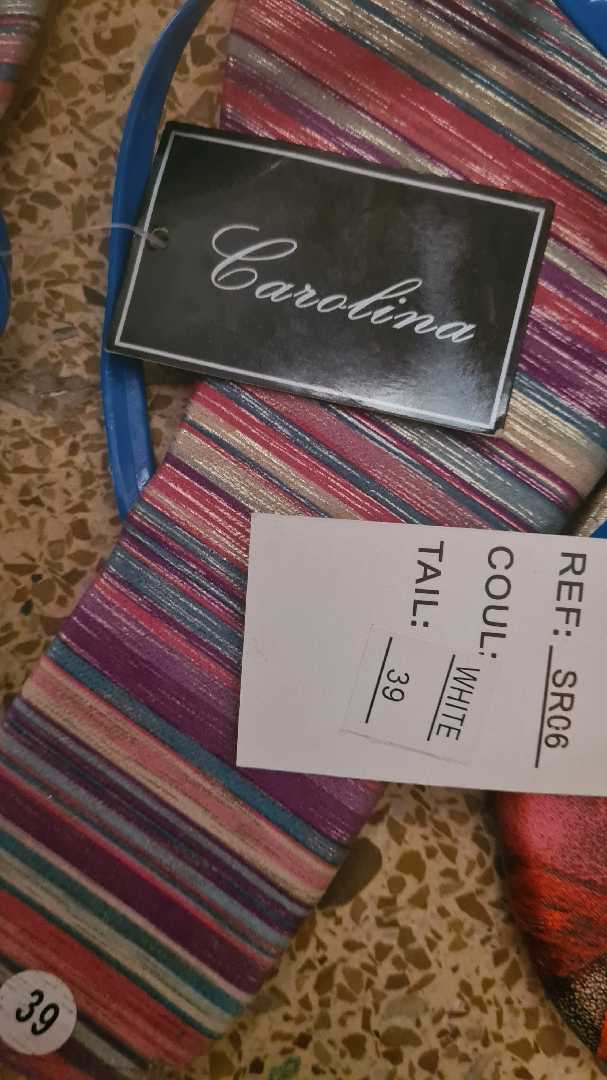 Carolina
REF: SR06
COUL: WHITE
TAIL: 39
39